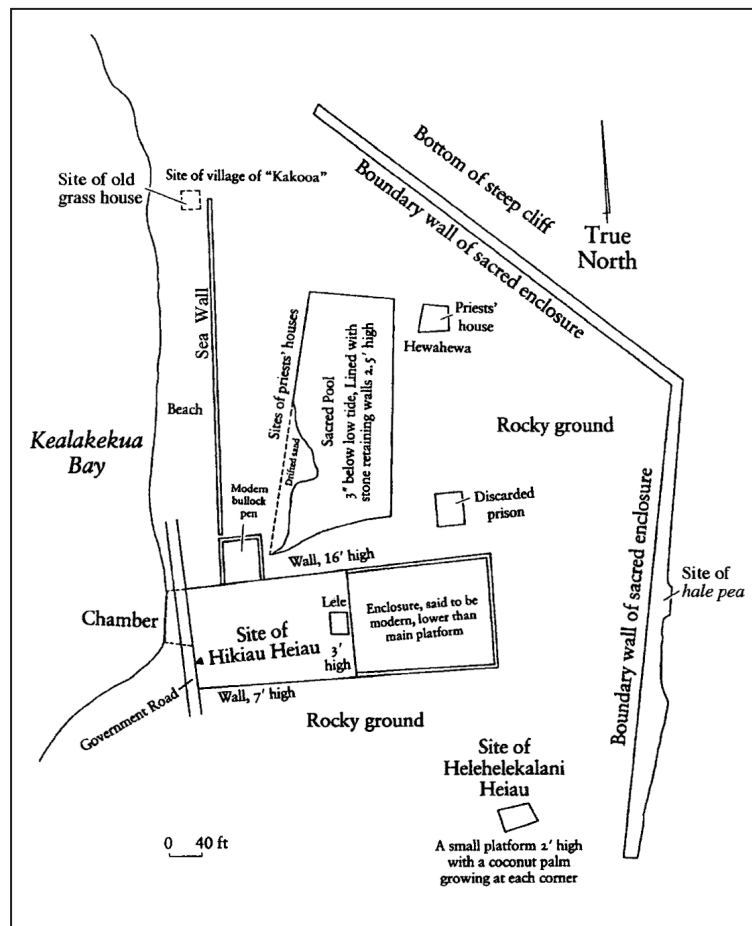 Bottom of steep cliff
Boundary wall of sacred enclosure
True
North
Site of village of "Kakooa"
Site of old
grass house
Sea Wall
Sites of priests' houses
Sacred Pool
3" below low tide, Lined with
stone retaining walls 2.5' high
Drifted sand
Priests'
house
Hewahewa
Beach
Rocky ground
Kealakekua
Bay
Modern
bullock
pen
Discarded
prison
Wall, 16' high
Boundary wall of sacred enclosure
Site of
hale pea
Chamber
Lele
3'
high
Enclosure, said to be
modern, lower than
main platform
Site of
Hikiau Heiau
Wall, 7' high
Government Road
Rocky ground
Site of
Helehelekalani
Heiau
A small platform 2' high
with a coconut palm
growing at each corner
0 40 ft